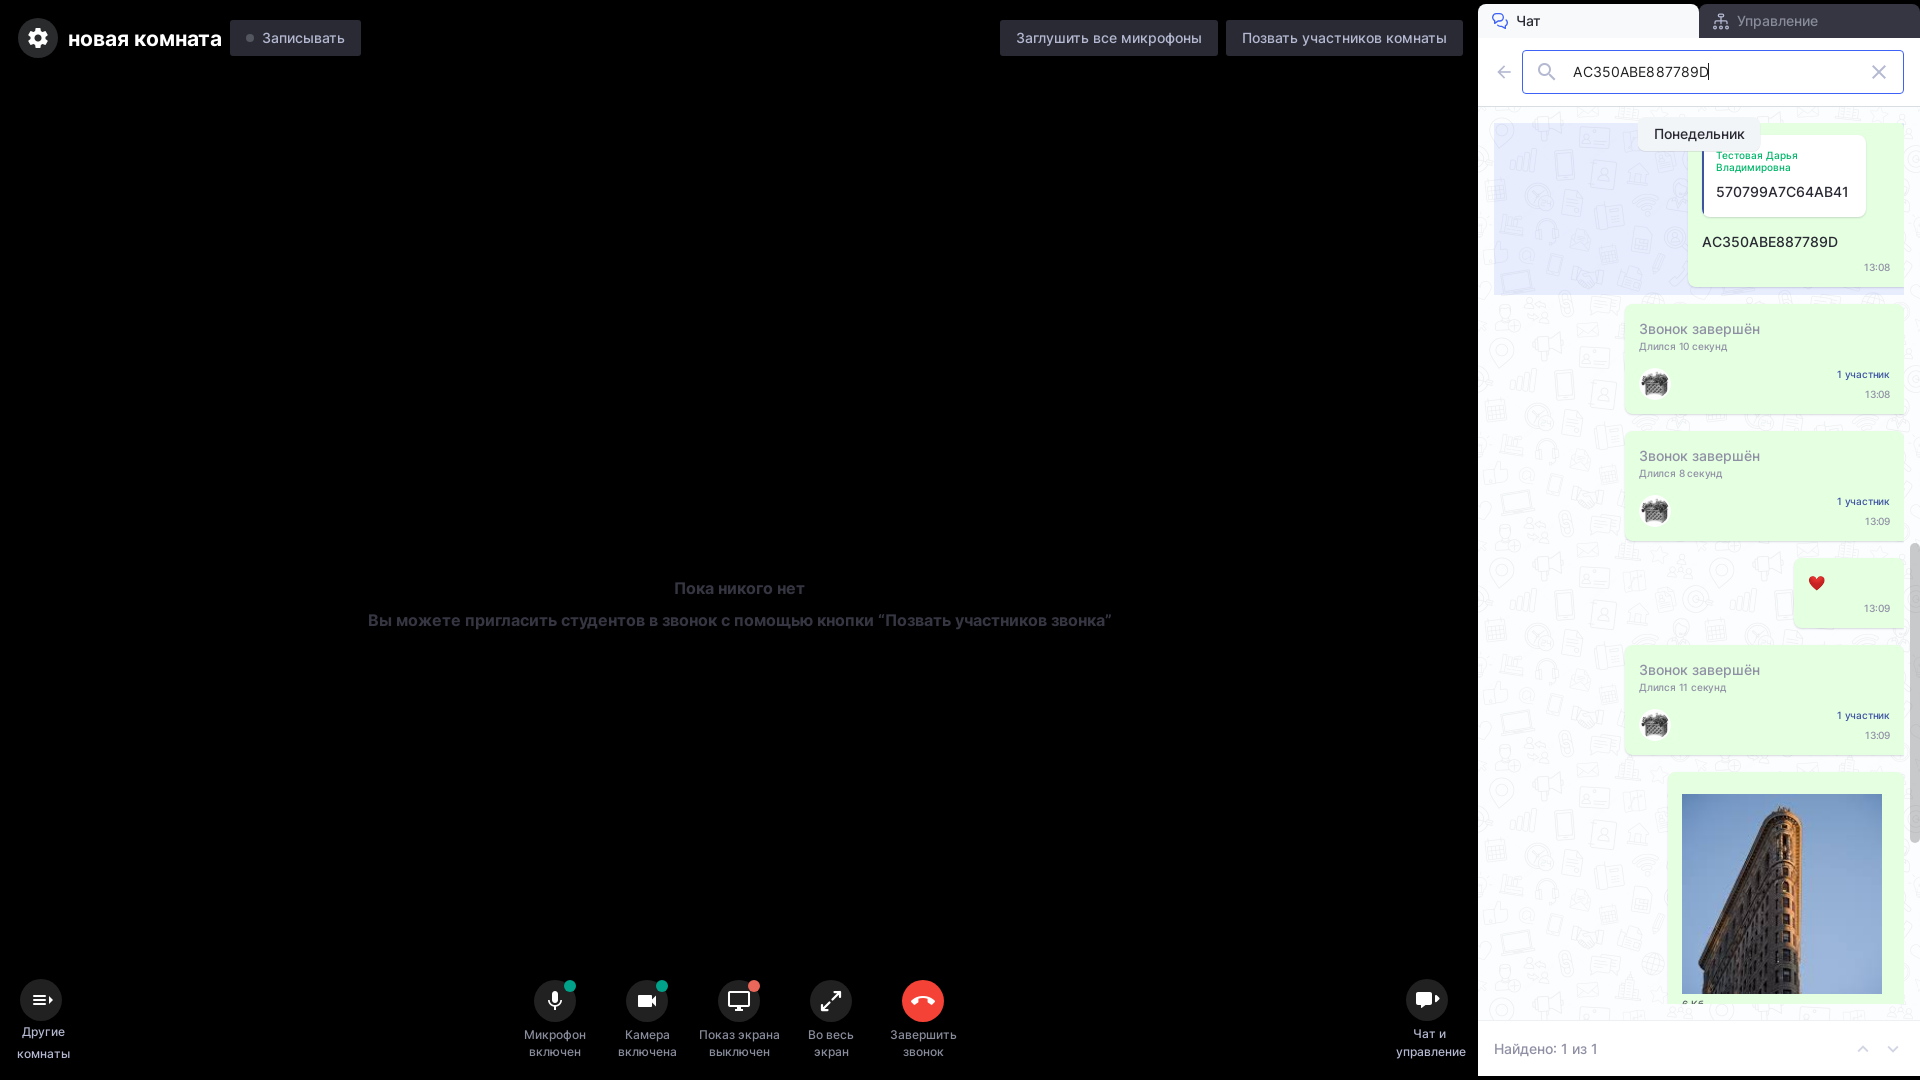 новая комната
Записывать
Заглушить все микрофоны
Позвать участников комнаты
Чат
Управление
AC350ABE887789D
Понедельник
Тестовая Дарья
Владимировна
570799A7C64AB41
AC350ABE887789D
13:08
Звонок завершён
Длился 10 секунд
1 участник
13:08
Звонок завершён
Длился 8 секунд
1 участник
13:09
13:09
Звонок завершён
Длился 11 секунд
1 участник
13:09
6 Кб
Пока никого нет
Вы можете пригласить студентов в звонок с помощью кнопки “Позвать участников звонка”
Другие
комнаты
Микрофон
включен
Камера
включена
Показ экрана
выключен
Во весь
экран
Завершить
звонок
Чат и
управление
Найдено: 1 из 1